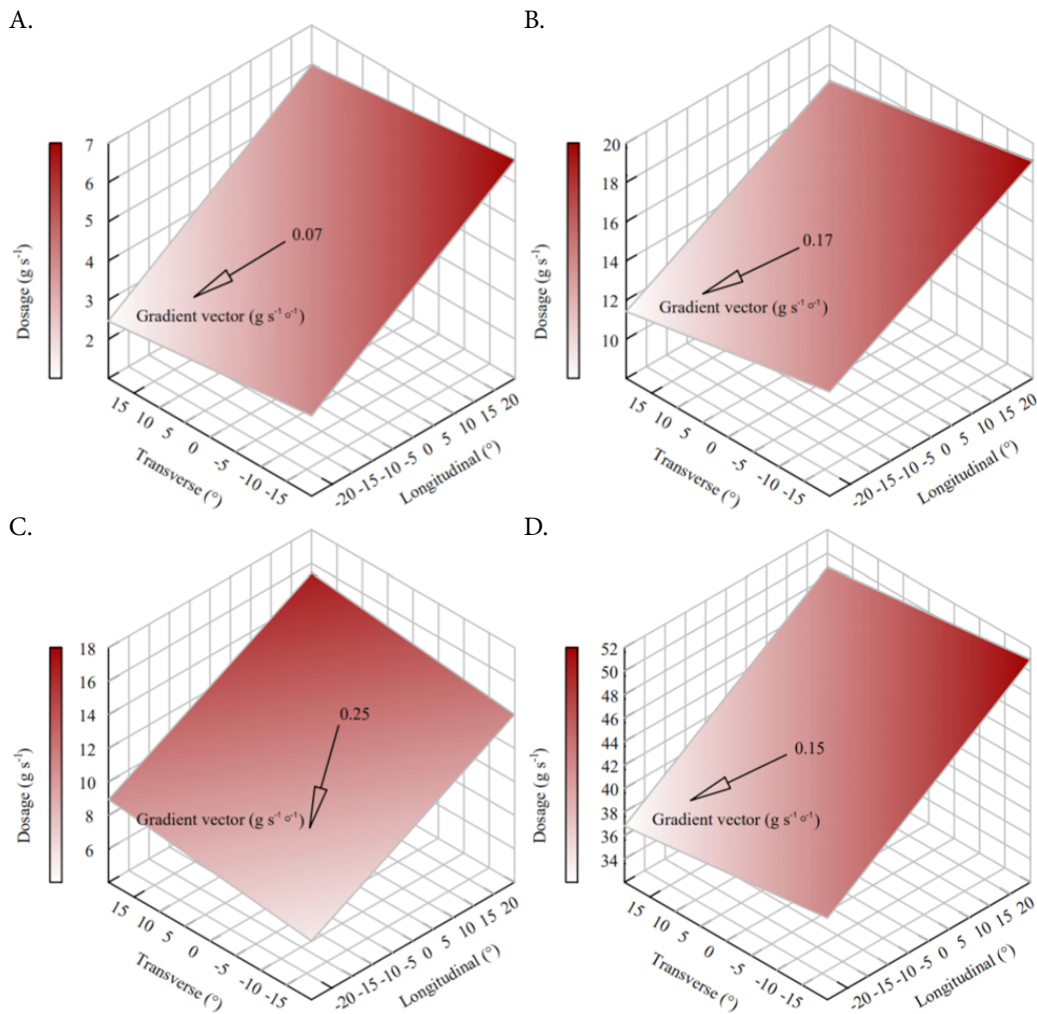 A.
7
6
5
4
3
2
Dosage (g s⁻¹)
0.07
Gradient vector (g s⁻¹ °⁻¹)
15 10 5 0 -5 -10 -15
Transverse (°)
-20 -15 -10 -5 0 5 10 15 20
Longitudinal (°)
B.
20
18
16
14
12
10
Dosage (g s⁻¹)
0.17
Gradient vector (g s⁻¹ °⁻¹)
15 10 5 0 -5 -10 -15
Transverse (°)
-20 -15 -10 -5 0 5 10 15 20
Longitudinal (°)
C.
18
16
14
12
10
8
6
Dosage (g s⁻¹)
0.25
Gradient vector (g s⁻¹ °⁻¹)
15 10 5 0 -5 -10 -15
Transverse (°)
-20 -15 -10 -5 0 5 10 15 20
Longitudinal (°)
D.
52
50
48
46
44
42
40
38
36
34
Dosage (g s⁻¹)
0.15
Gradient vector (g s⁻¹ °⁻¹)
15 10 5 0 -5 -10 -15
Transverse (°)
-20 -15 -10 -5 0 5 10 15 20
Longitudinal (°)